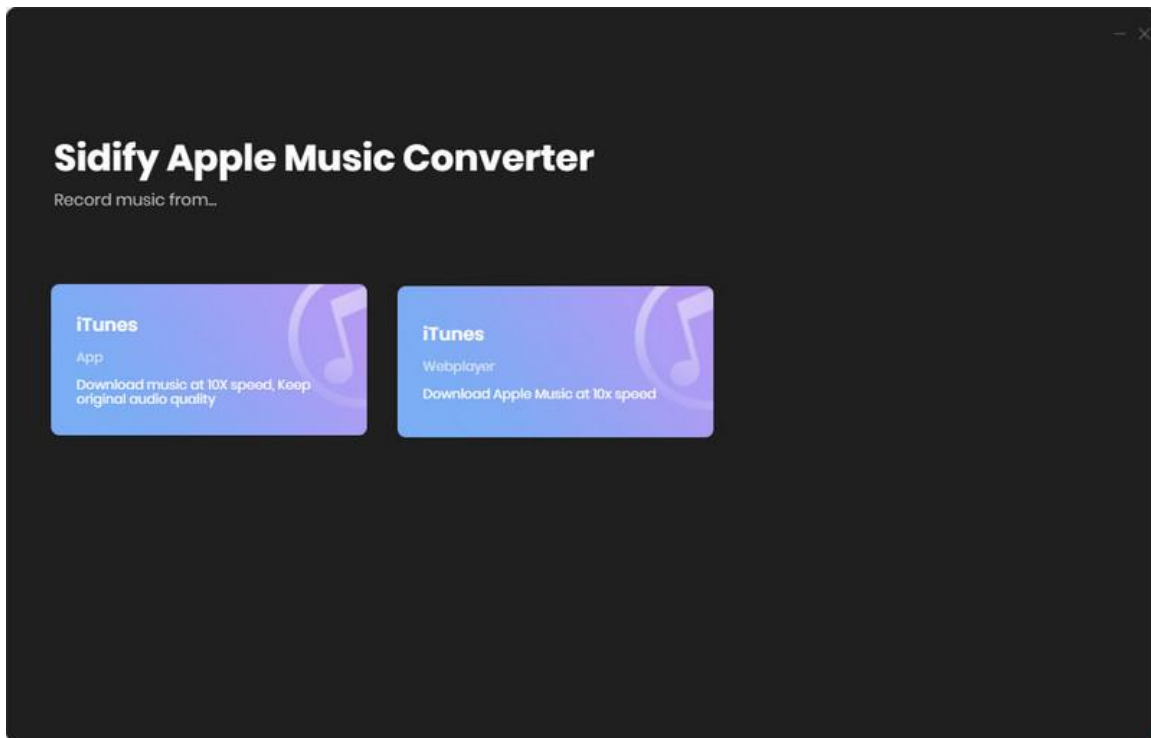 Sidify Apple Music Converter
Record music from...
iTunes
App
Download music at 10X speed, Keep
original audio quality
iTunes
Webplayer
Download Apple Music at 10x speed